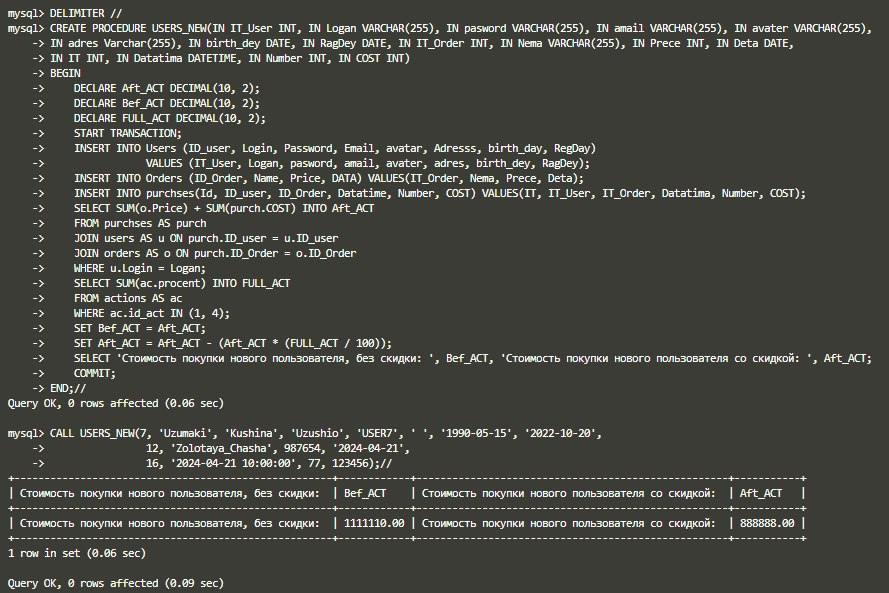 mysql> DELIMITER //
mysql> CREATE PROCEDURE USERS_NEW(IN IT_User INT, IN Logan VARCHAR(255), IN pasword VARCHAR(255), IN amail VARCHAR(255), IN avater VARCHAR(255),
    -> IN adres Varchar(255), IN birth_dey DATE, IN RagDey DATE, IN IT_Order INT, IN Nema VARCHAR(255), IN Prece INT, IN Deta DATE,
    -> IN IT INT, IN Datatima DATETIME, IN Number INT, IN COST INT)
    -> BEGIN
    ->     DECLARE Aft_ACT DECIMAL(10, 2);
    ->     DECLARE Bef_ACT DECIMAL(10, 2);
    ->     DECLARE FULL_ACT DECIMAL(10, 2);
    ->     START TRANSACTION;
    ->     INSERT INTO Users (ID_user, Login, Password, Email, avatar, Adresss, birth_day, RegDay)
    ->                 VALUES (IT_User, Logan, pasword, amail, avater, adres, birth_dey, RagDey);
    ->     INSERT INTO Orders (ID_Order, Name, Price, DATA) VALUES(IT_Order, Nema, Prece, Deta);
    ->     INSERT INTO purchses(Id, ID_user, ID_Order, Datatime, Number, COST) VALUES(IT, IT_User, IT_Order, Datatima, Number, COST);
    ->     SELECT SUM(o.Price) + SUM(purch.COST) INTO Aft_ACT
    ->     FROM purchses AS purch
    ->     JOIN users AS u ON purch.ID_user = u.ID_user
    ->     JOIN orders AS o ON purch.ID_Order = o.ID_Order
    ->     WHERE u.Login = Logan;
    ->     SELECT SUM(ac.procent) INTO FULL_ACT
    ->     FROM actions AS ac
    ->     WHERE ac.id_act IN (1, 4);
    ->     SET Bef_ACT = Aft_ACT;
    ->     SET Aft_ACT = Aft_ACT - (Aft_ACT * (FULL_ACT / 100));
    ->     SELECT 'Стоимость покупки нового пользователя, без скидки: ', Bef_ACT, 'Стоимость покупки нового пользователя со скидкой: ', Aft_ACT;
    ->     COMMIT;
    -> END;//
Query OK, 0 rows affected (0.06 sec)
mysql> CALL USERS_NEW(7, 'Uzumaki', 'Kushina', 'Uzushio', 'USER7', ' ', '1990-05-15', '2022-10-20',
    ->                 12, 'Zolotaya_Chasha', 987654, '2024-04-21',
    ->                 16, '2024-04-21 10:00:00', 77, 123456);//
| Стоимость покупки нового пользователя, без скидки:  | Bef_ACT    | Стоимость покупки нового пользователя со скидкой:  | Aft_ACT   |
| Стоимость покупки нового пользователя, без скидки:  | 1111110.00 | Стоимость покупки нового пользователя со скидкой:  | 888888.00 |
1 row in set (0.06 sec)
Query OK, 0 rows affected (0.09 sec)